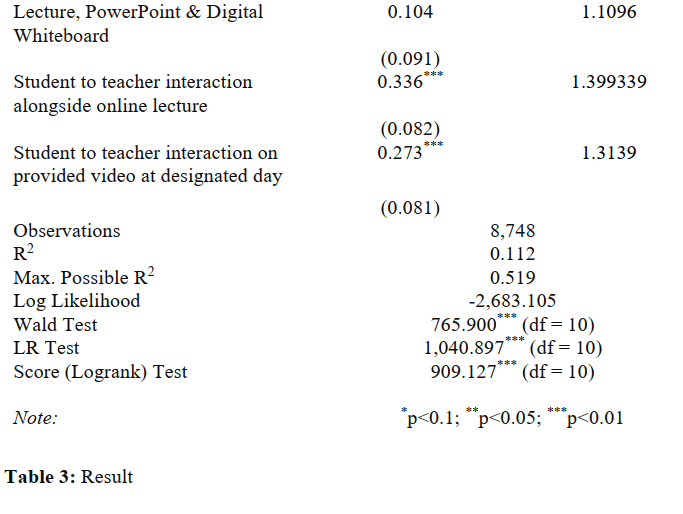 Lecture, PowerPoint & Digital 0.104 1.1096
Whiteboard
(0.091)
Student to teacher interaction 0.336*** 1.399339
alongside online lecture
(0.082)
Student to teacher interaction on 0.273*** 1.3139
provided video at designated day
(0.081)
Observations 8,748
R² 0.112
Max. Possible R² 0.519
Log Likelihood -2,683.105
Wald Test 765.900*** (df = 10)
LR Test 1,040.897*** (df = 10)
Score (Logrank) Test 909.127*** (df = 10)
Note: *p<0.1; **p<0.05; ***p<0.01
Table 3: Result